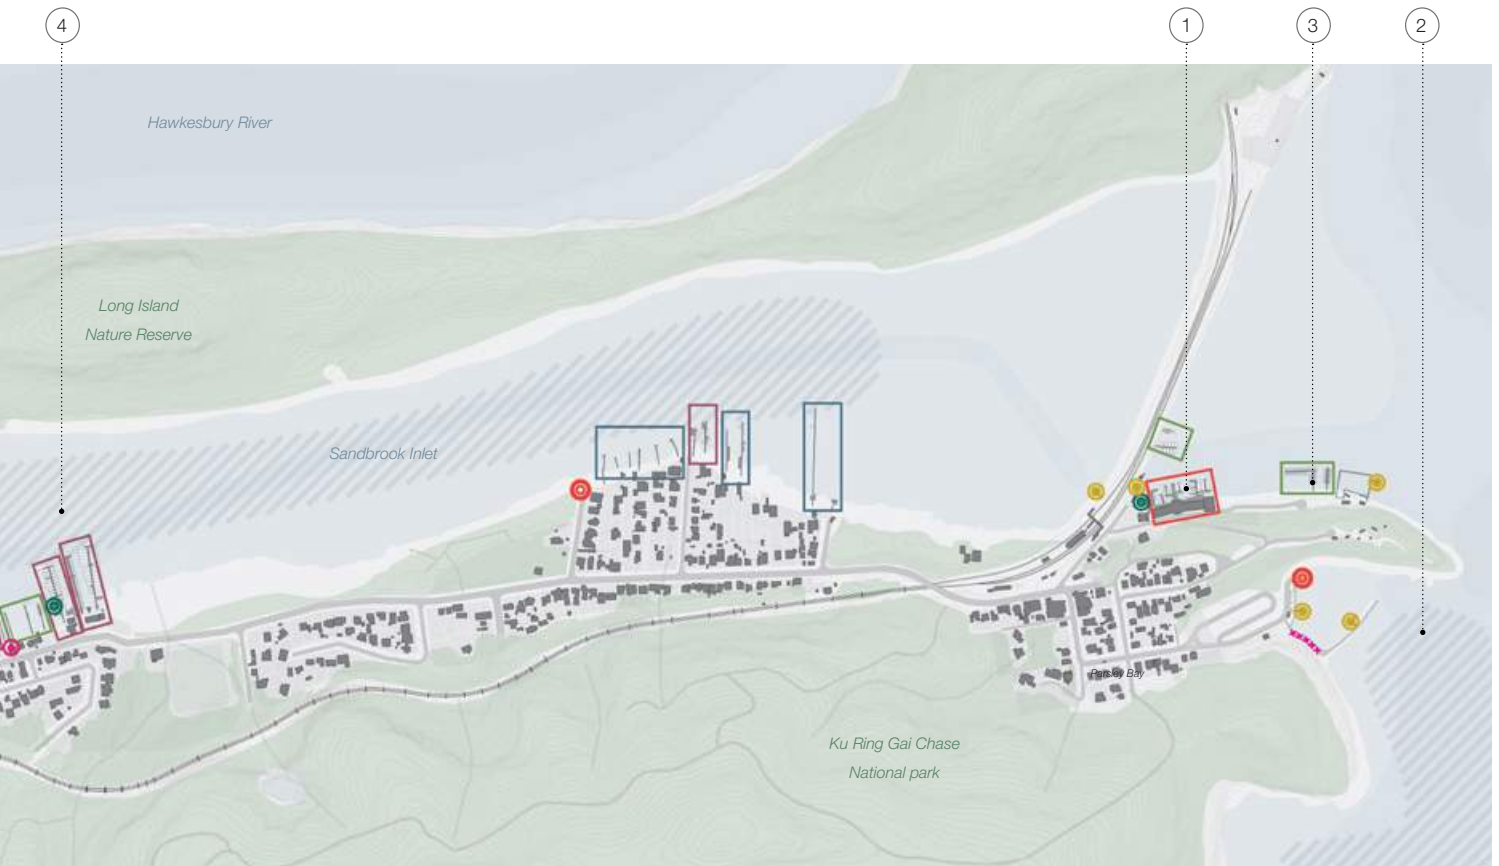 4
1
3
2
Hawkesbury River
Long Island
Nature Reserve
Sandbrook Inlet
Parsley Bay
Ku Ring Gai Chase
National park